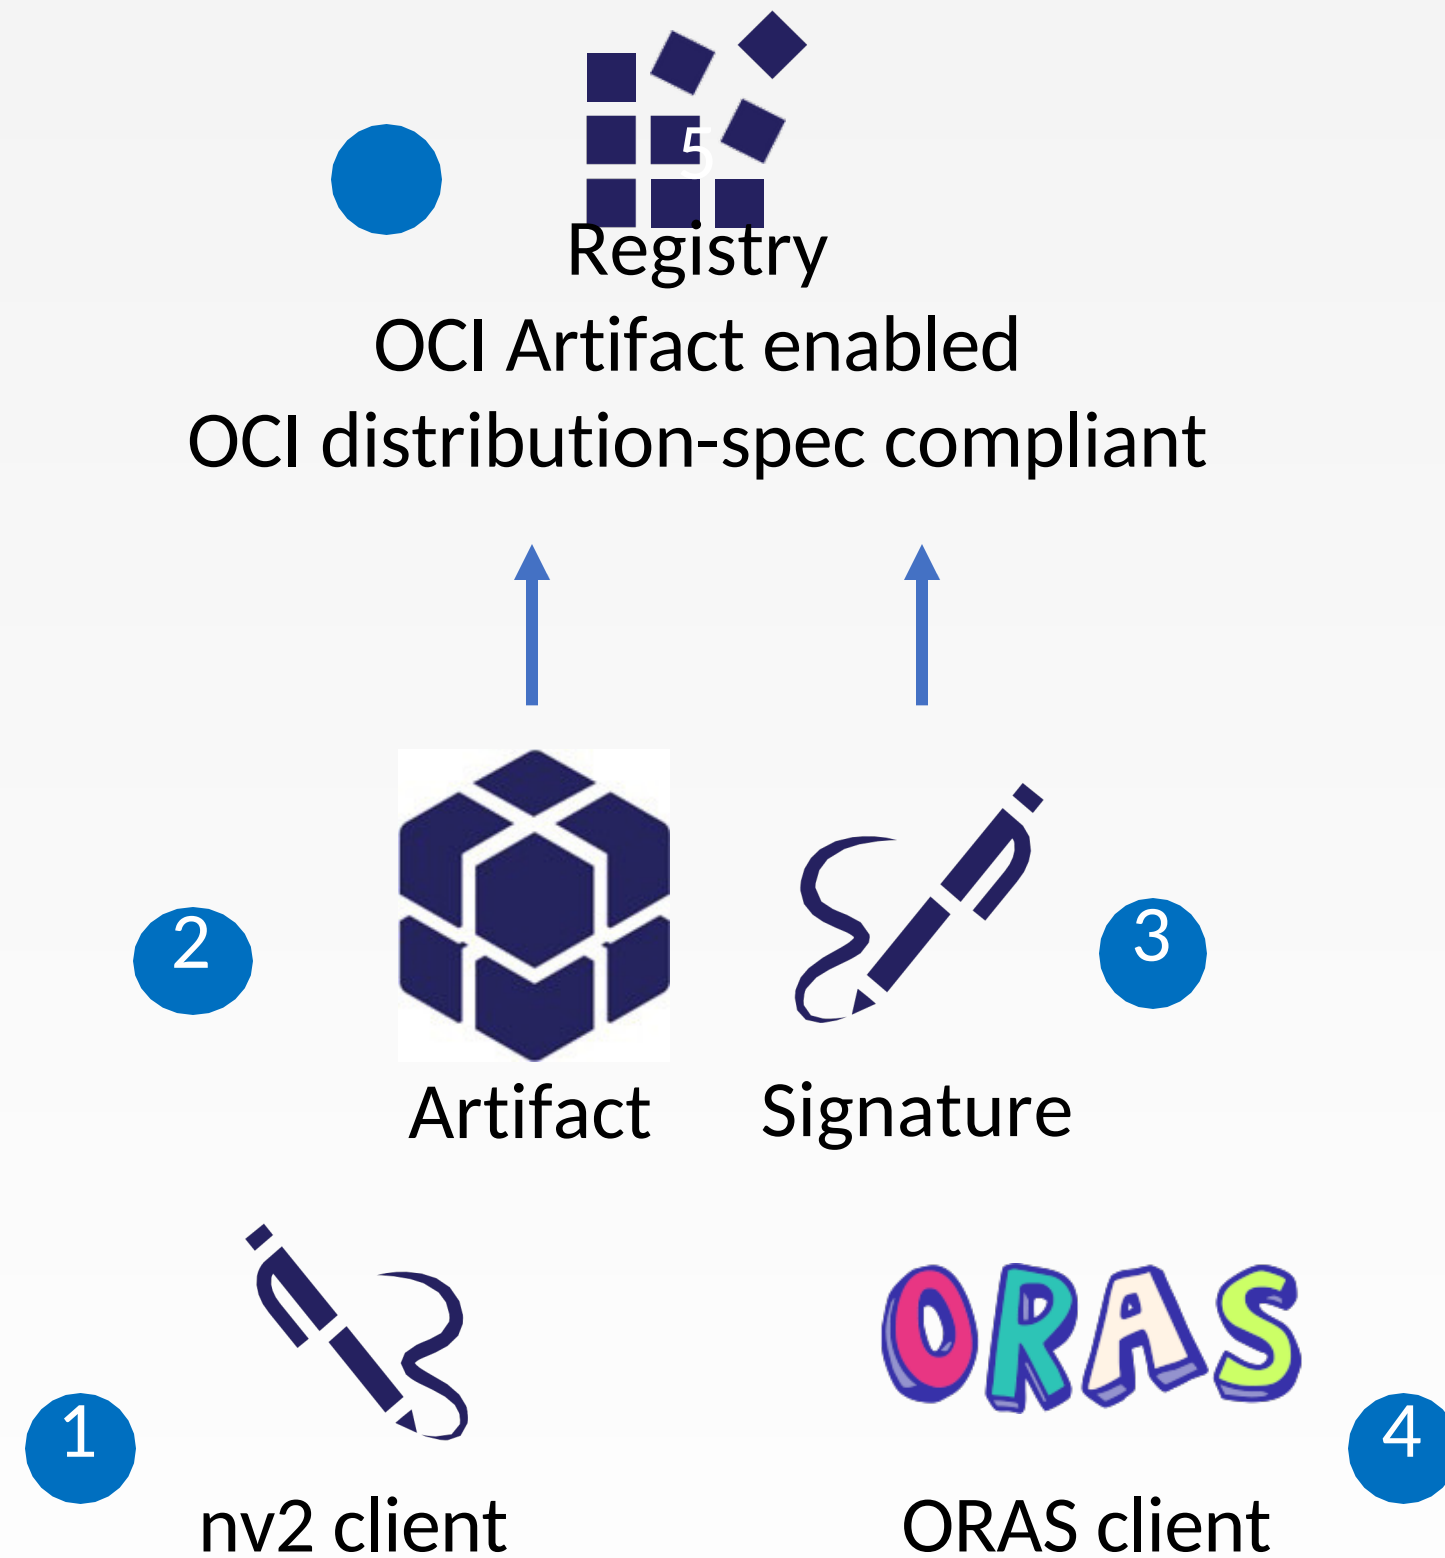 5
Registry
OCI Artifact enabled
OCI distribution-spec compliant
2
3
Artifact
Signature
ORAS
1
4
nv2 client
ORAS client